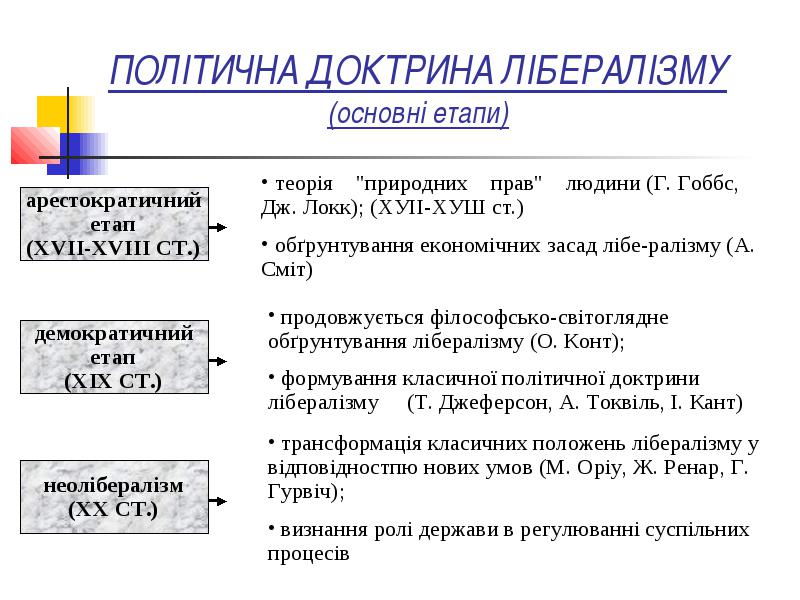 ПОЛІТИЧНА ДОКТРИНА ЛІБЕРАЛІЗМУ
(основні етапи)
арестократичний
етап
(XVII-XVIII СТ.)
• теорія "природних прав" людини (Г. Гоббс,
Дж. Локк); (ХУІІ-ХУШ ст.)
• обґрунтування економічних засад лібе-ралізму (А.
Сміт)
демократичний
етап
(XIX СТ.)
• продовжується філософсько-світоглядне
обґрунтування лібералізму (О. Конт);
• формування класичної політичної доктрини
лібералізму (Т. Джеферсон, А. Токвіль, І. Кант)
неолібералізм
(XX СТ.)
• трансформація класичних положень лібералізму у
відповідностпю нових умов (М. Оріу, Ж. Ренар, Г.
Гурвіч);
• визнання ролі держави в регулюванні суспільних
процесів